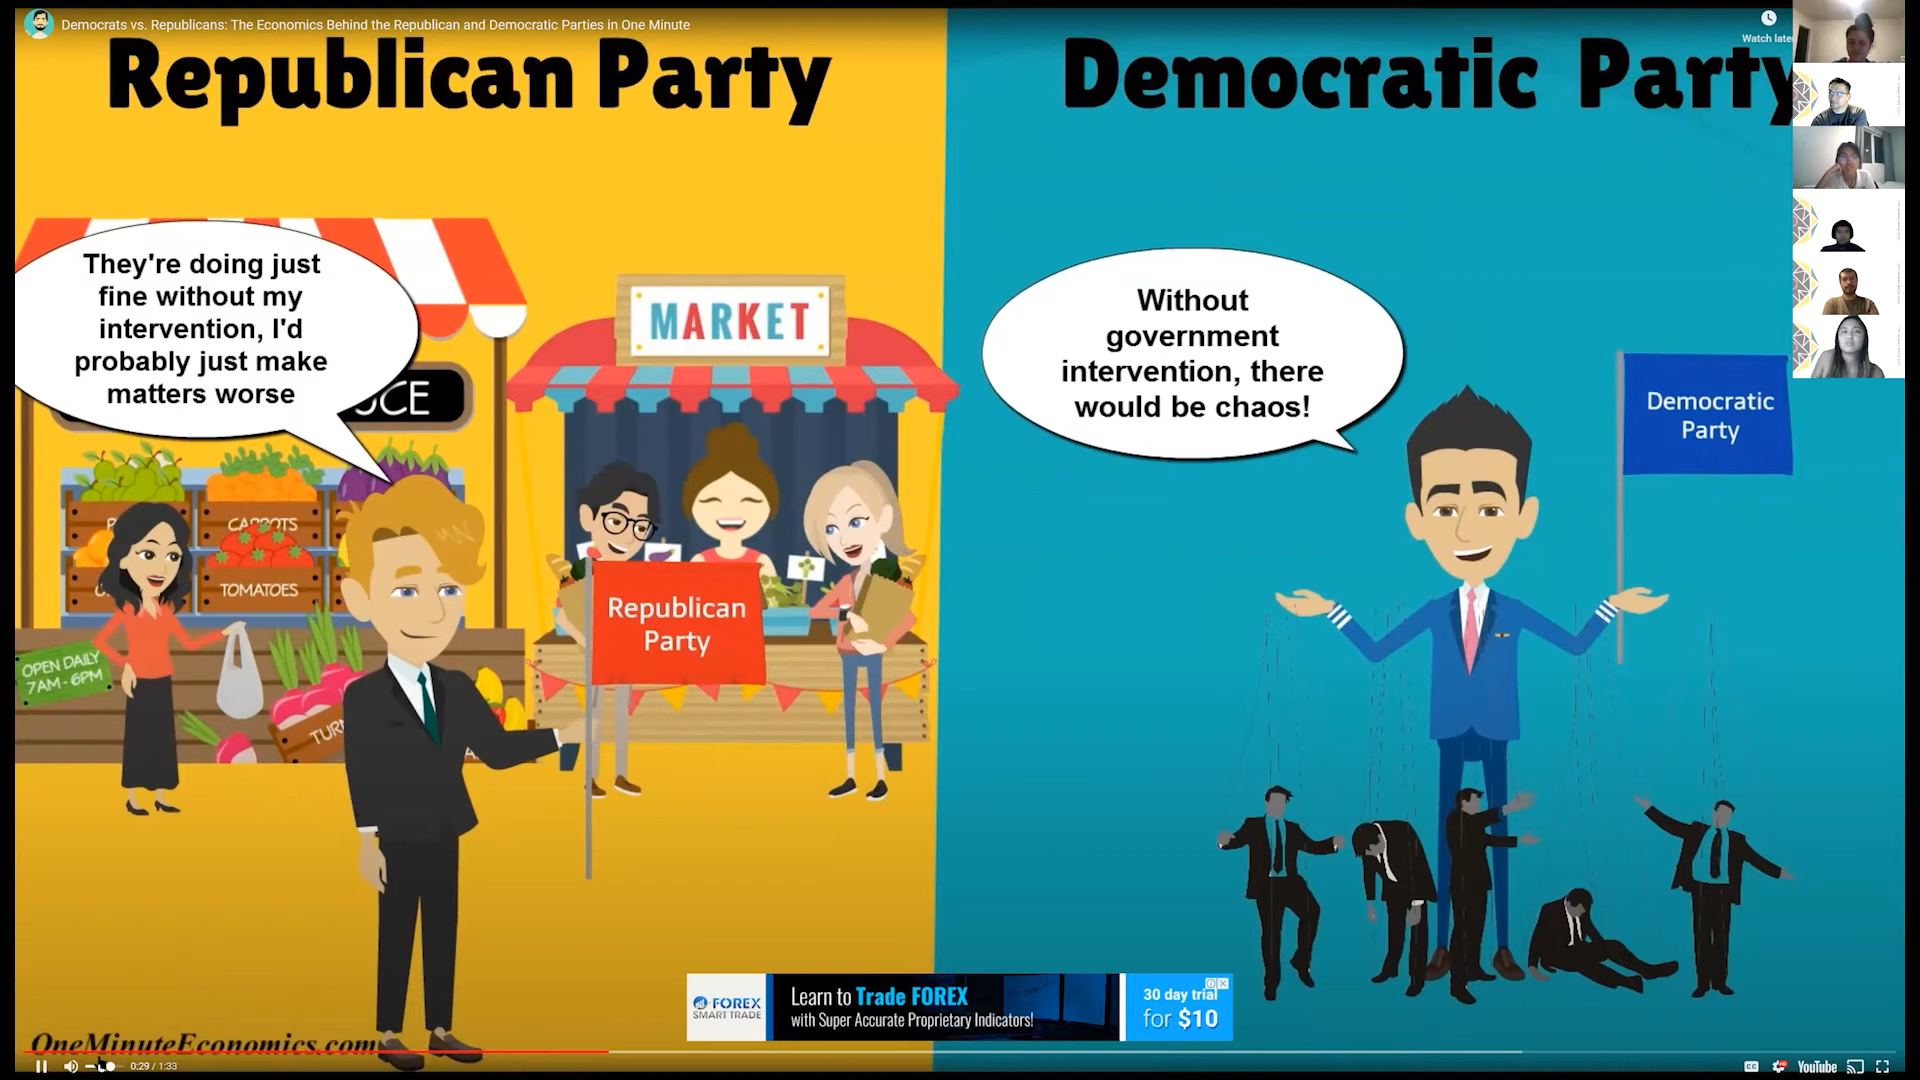 Democrats vs. Republicans: The Economics Behind the Republican and Democratic Parties in One Minute
Watch later
Republican Party
Democratic Party
They're doing just
fine without my
intervention, I'd
probably just make
matters worse
MARKET
Without
government
intervention, there
would be chaos!
Democratic
Party
CARROTS
TOMATOES
Republican
Party
OPEN DAILY
7AM - 6PM
FOREX
SMART TRADE
Learn to Trade FOREX
with Super Accurate Proprietary Indicators!
30 day trial
for $10
OneMinuteEconomics.com
0:29 / 1:33
CC
HD
YouTube